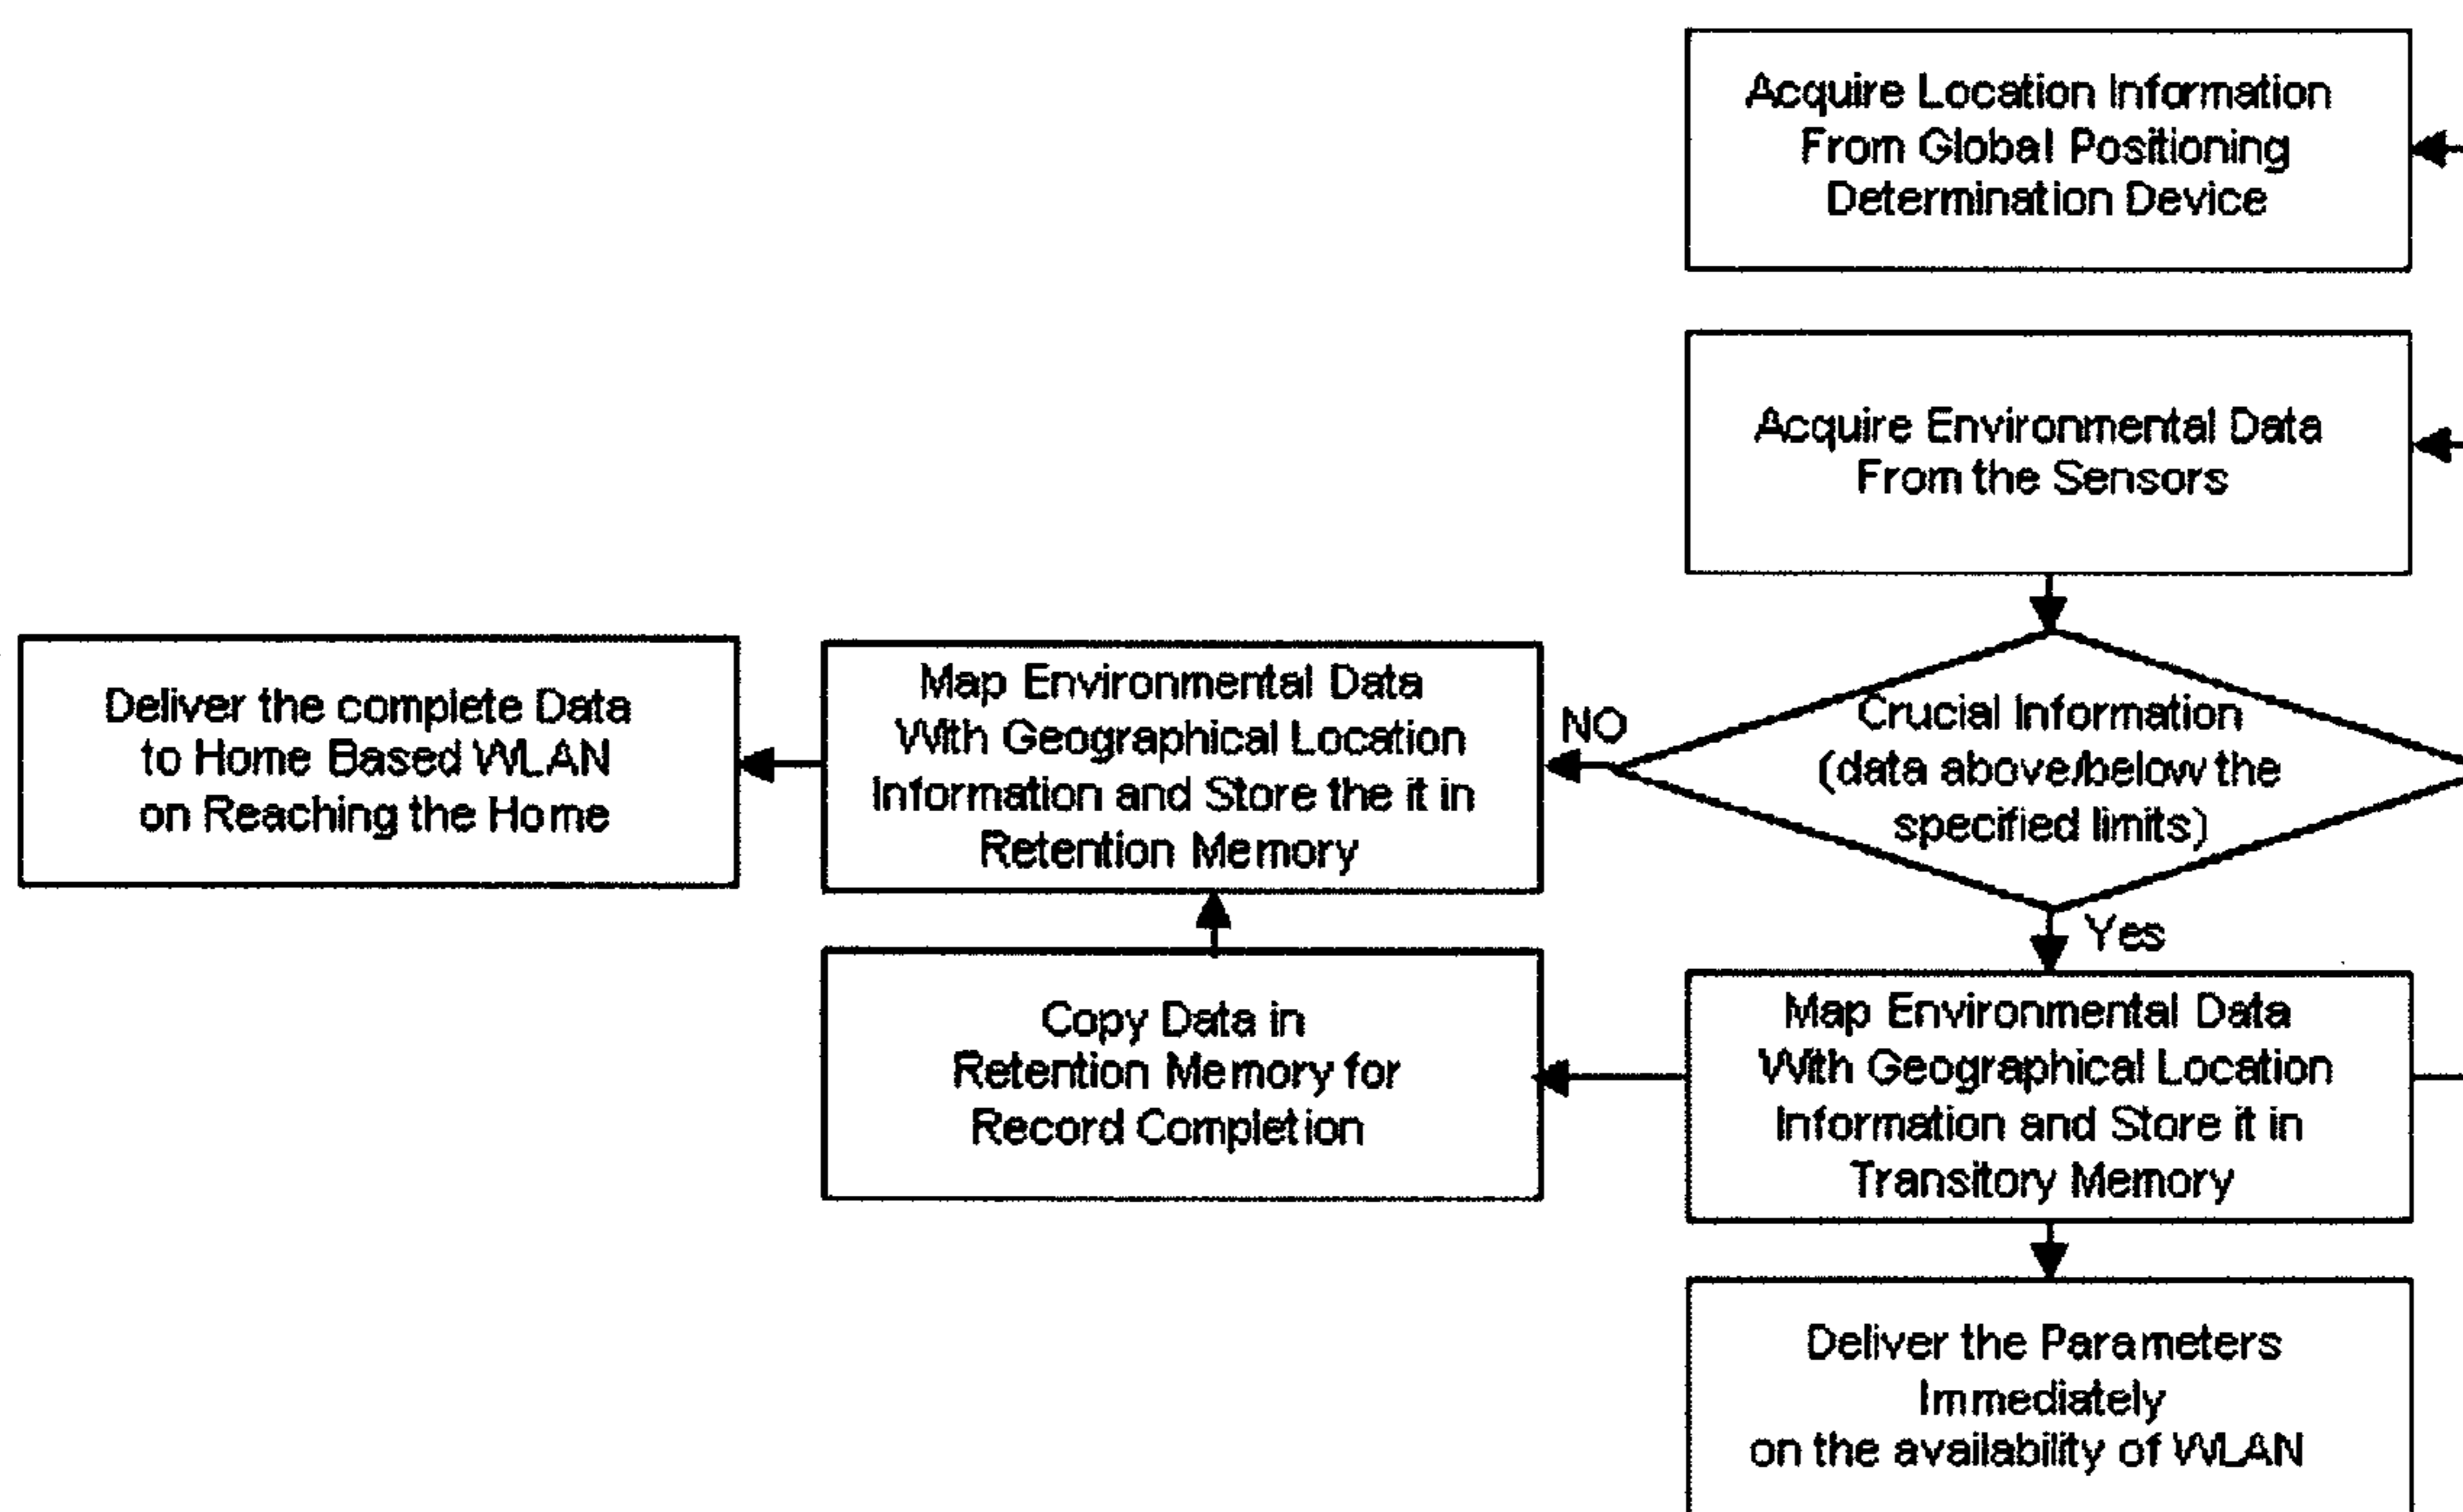 Acquire Location Information
From Global Positioning
Determination Device
Acquire Environmental Data
From the Sensors
Deliver the complete Data
to Home Based WLAN
on Reaching the Home
Map Environmental Data
With Geographical Location
Information and Store the it in
Retention Memory
NO
Crucial Information
(data above/below the
specified limits)
Yes
Copy Data in
Retention Memory for
Record Completion
Map Environmental Data
With Geographical Location
Information and Store it in
Transitory Memory
Deliver the Parameters
Immediately
on the availability of WLAN